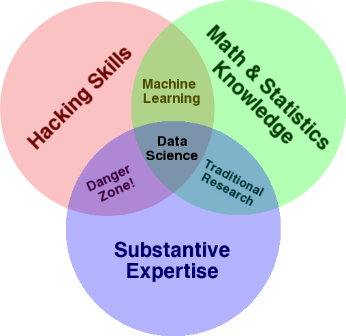 Hacking Skills
Math & Statistics
Knowledge
Machine
Learning
Data
Science
Danger
Zone!
Traditional
Research
Substantive
Expertise